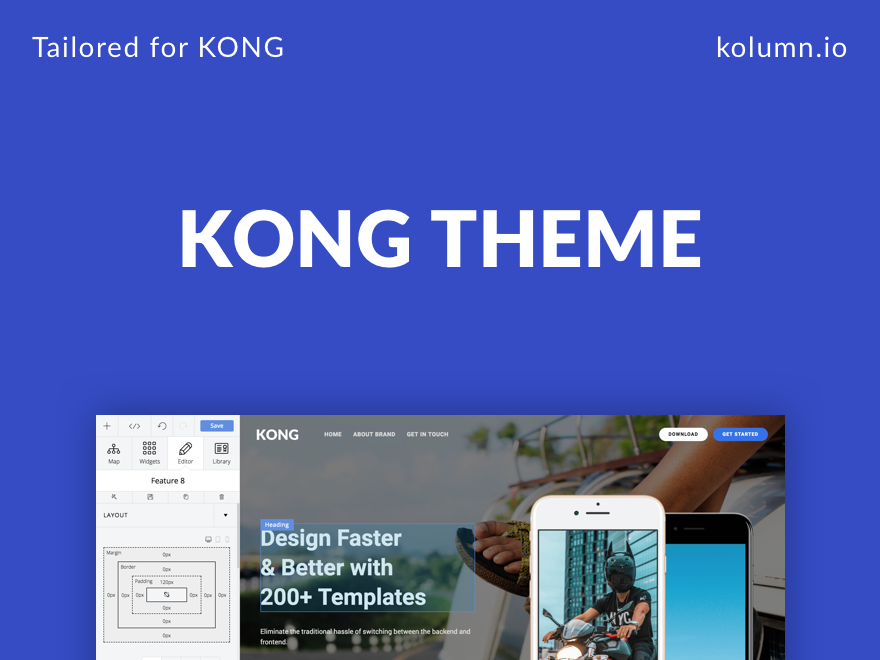 Tailored for KONG
kolumn.io
KONG THEME
Save
Map
Widgets
Editor
Library
Feature 8
LAYOUT
Margin
0px
Border
0px
Padding
120px
0px
0px
0px
0px
0px
0px
0px
0px
0px
KONG
HOME
ABOUT BRAND
GET IN TOUCH
DOWNLOAD
GET STARTED
Heading
Design Faster
& Better with
200+ Templates
Eliminate the traditional hassle of switching between the backend and
frontend.
NYC